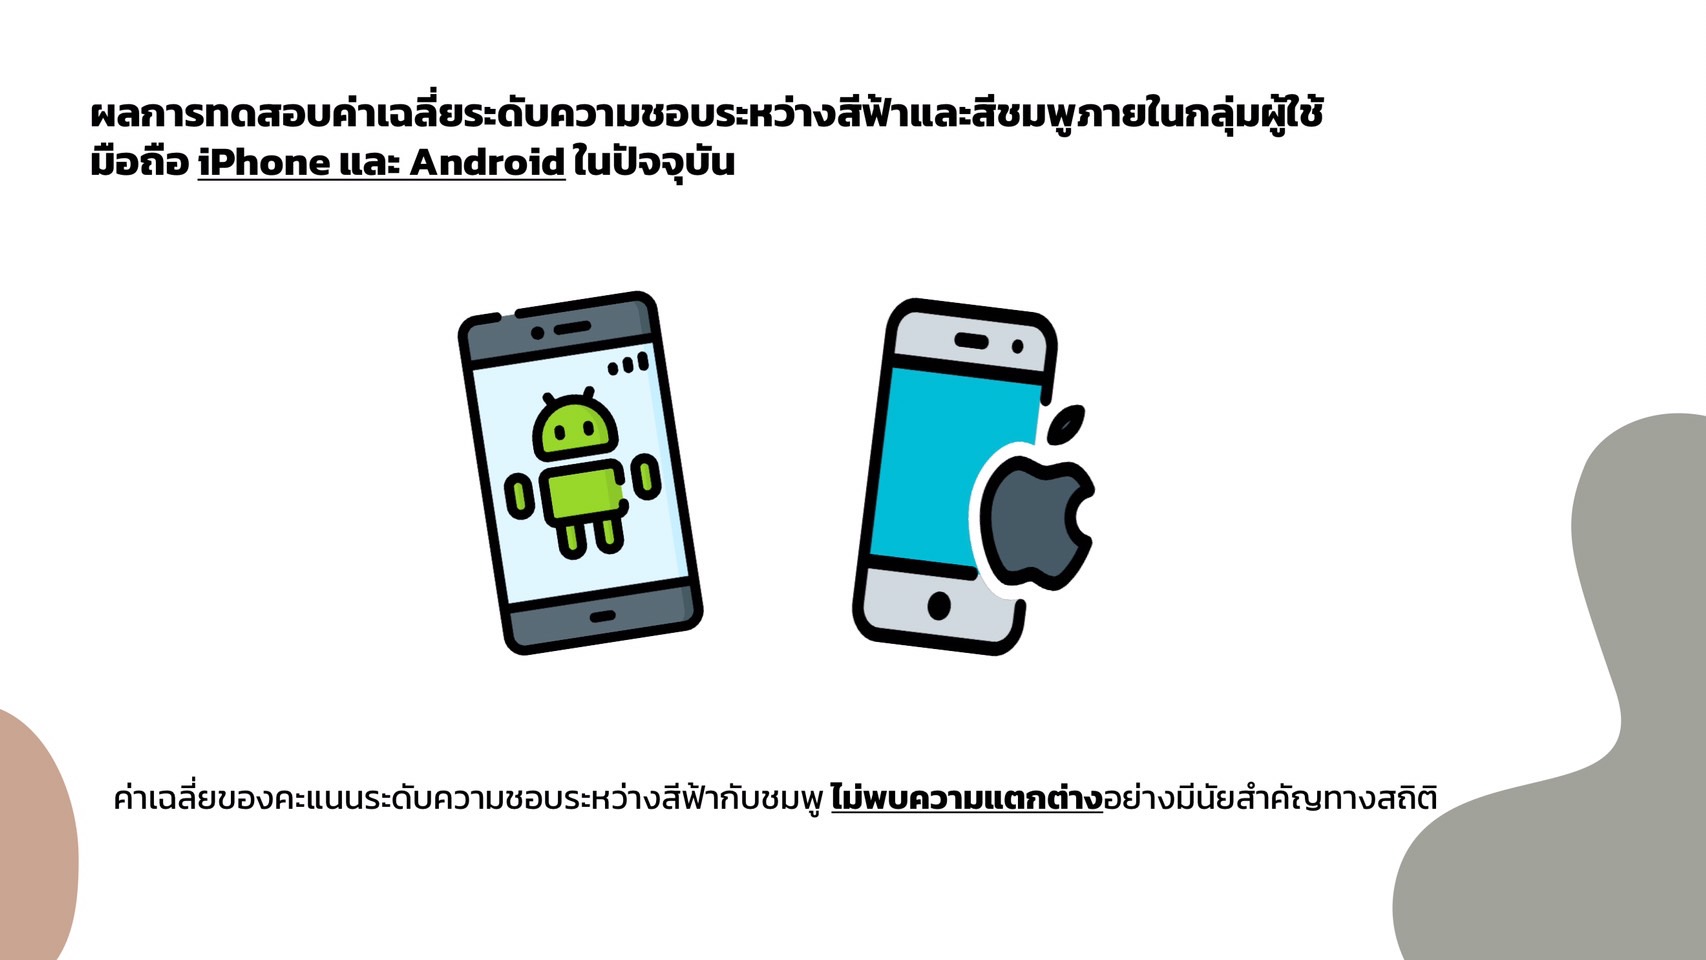 ผลการทดสอบค่าเฉลี่ยระดับความชอบระหว่างสีฟ้าและสีชมพูภายในกลุ่มผู้ใช้
มือถือ iPhone และ Android ในปัจจุบัน
ค่าเฉลี่ยของคะแนนระดับความชอบระหว่างสีฟ้ากับชมพู ไม่พบความแตกต่างอย่างมีนัยสำคัญทางสถิติ